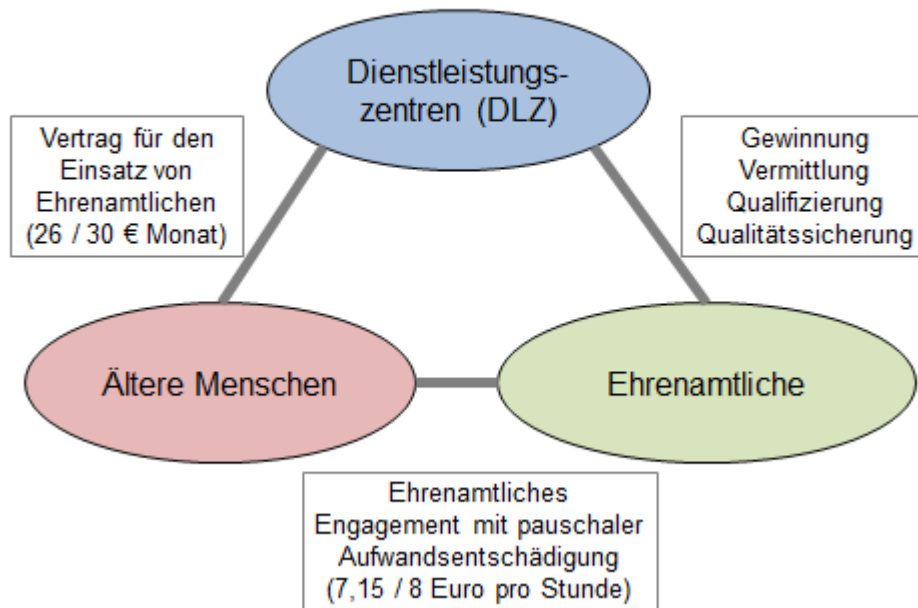 Dienstleistungs-
zentren (DLZ)
Vertrag für den
Einsatz von
Ehrenamtlichen
(26 / 30 € Monat)
Gewinnung
Vermittlung
Qualifizierung
Qualitätssicherung
Ältere Menschen
Ehrenamtliche
Ehrenamtliches
Engagement mit pauschaler
Aufwandsentschädigung
(7,15 / 8 Euro pro Stunde)